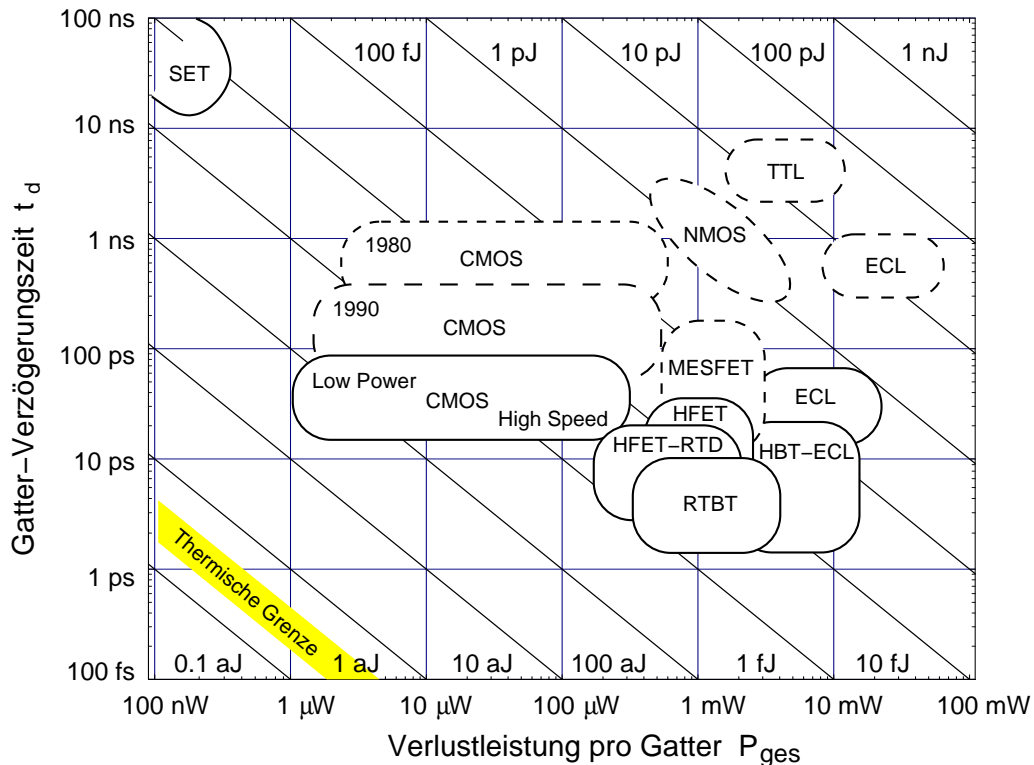 100 ns
10 ns
1 ns
100 ps
10 ps
1 ps
100 fs
Gatter−Verzögerungszeit t d
100 fJ 1 pJ 10 pJ 100 pJ 1 nJ
SET
TTL
NMOS
ECL
1980
CMOS
1990
CMOS
MESFET
Low Power
CMOS
High Speed
ECL
HFET
HFET−RTD
HBT−ECL
RTBT
Thermische Grenze
0.1 aJ 1 aJ 10 aJ 100 aJ 1 fJ 10 fJ
100 nW 1 μW 10 μW 100 μW 1 mW 10 mW 100 mW
Verlustleistung pro Gatter P ges